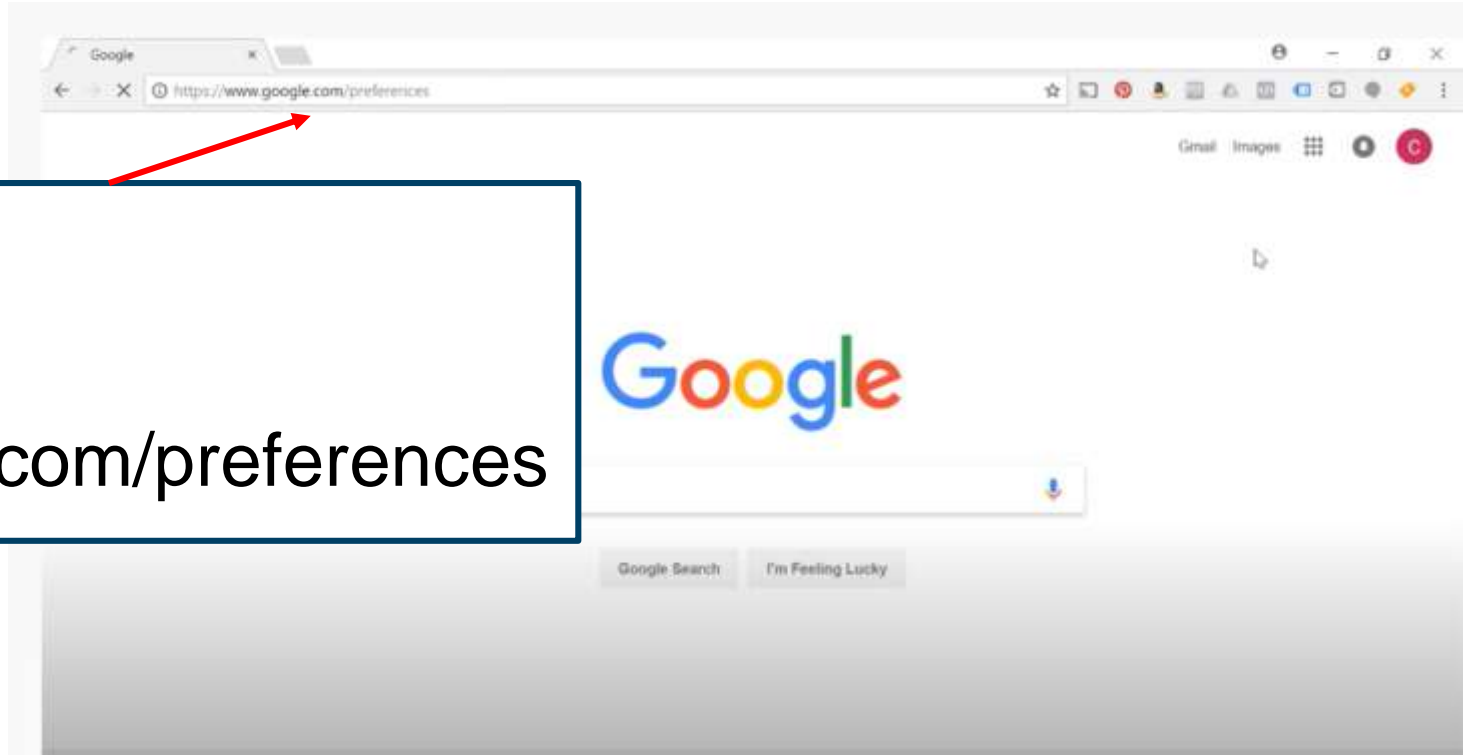 Google
https://www.google.com/preferences
Gmail Images
C
Google
com/preferences
Google Search I'm Feeling Lucky